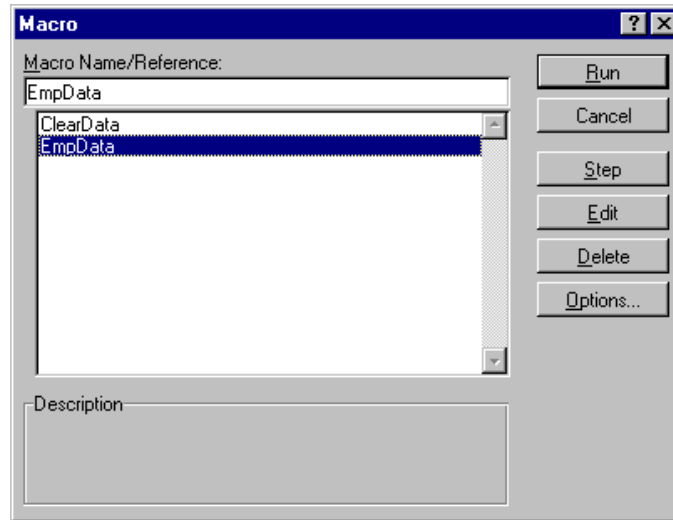 Macro
Macro Name/Reference:
EmpData
ClearData
EmpData
Run
Cancel
Step
Edit
Delete
Options...
Description